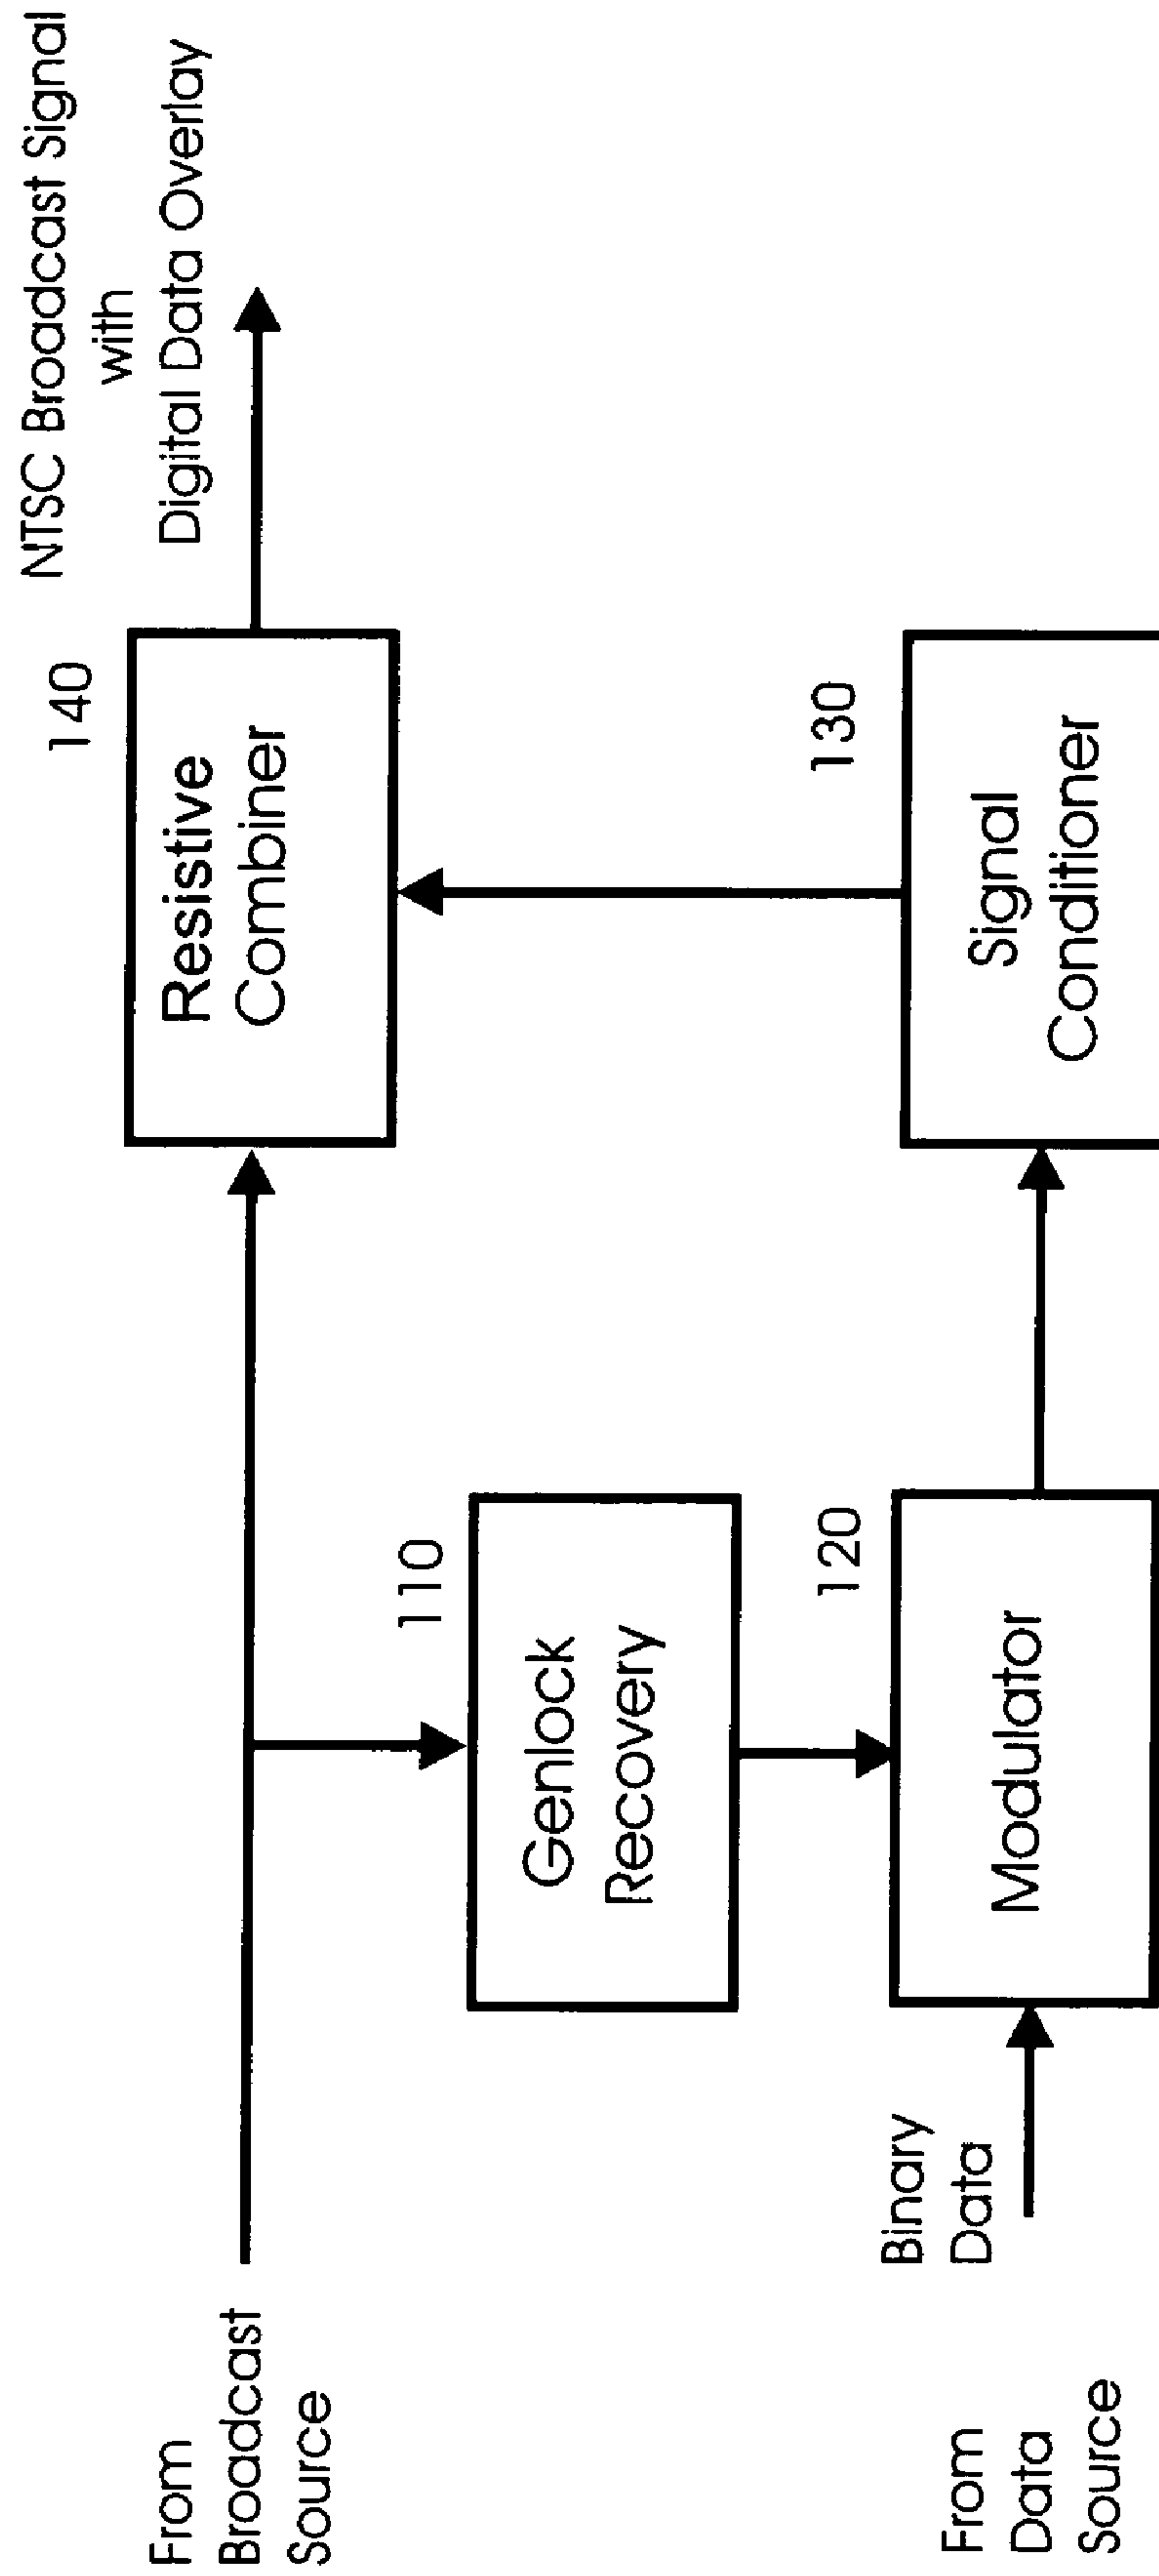 From
Broadcast
Source
110
Genlock
Recovery
140
Resistive
Combiner
NTSC Broadcast Signal
with
Digital Data Overlay
From
Data
Source
Binary
Data
120
Modulator
130
Signal
Conditioner